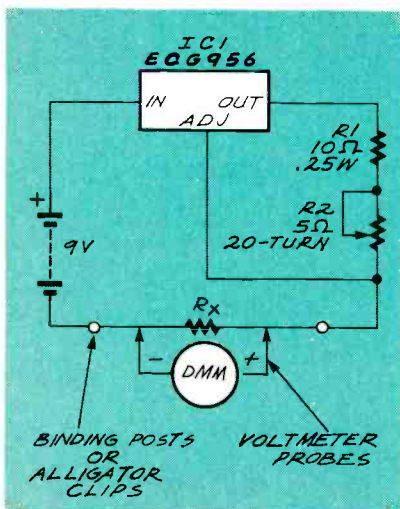 IC1
ECG956
IN OUT
ADJ
R1
10Ω
.25W
R2
5Ω
20-TURN
+
9V
RX
- DMM +
BINDING POSTS
OR
ALLIGATOR
CLIPS
VOLTMETER
PROBES